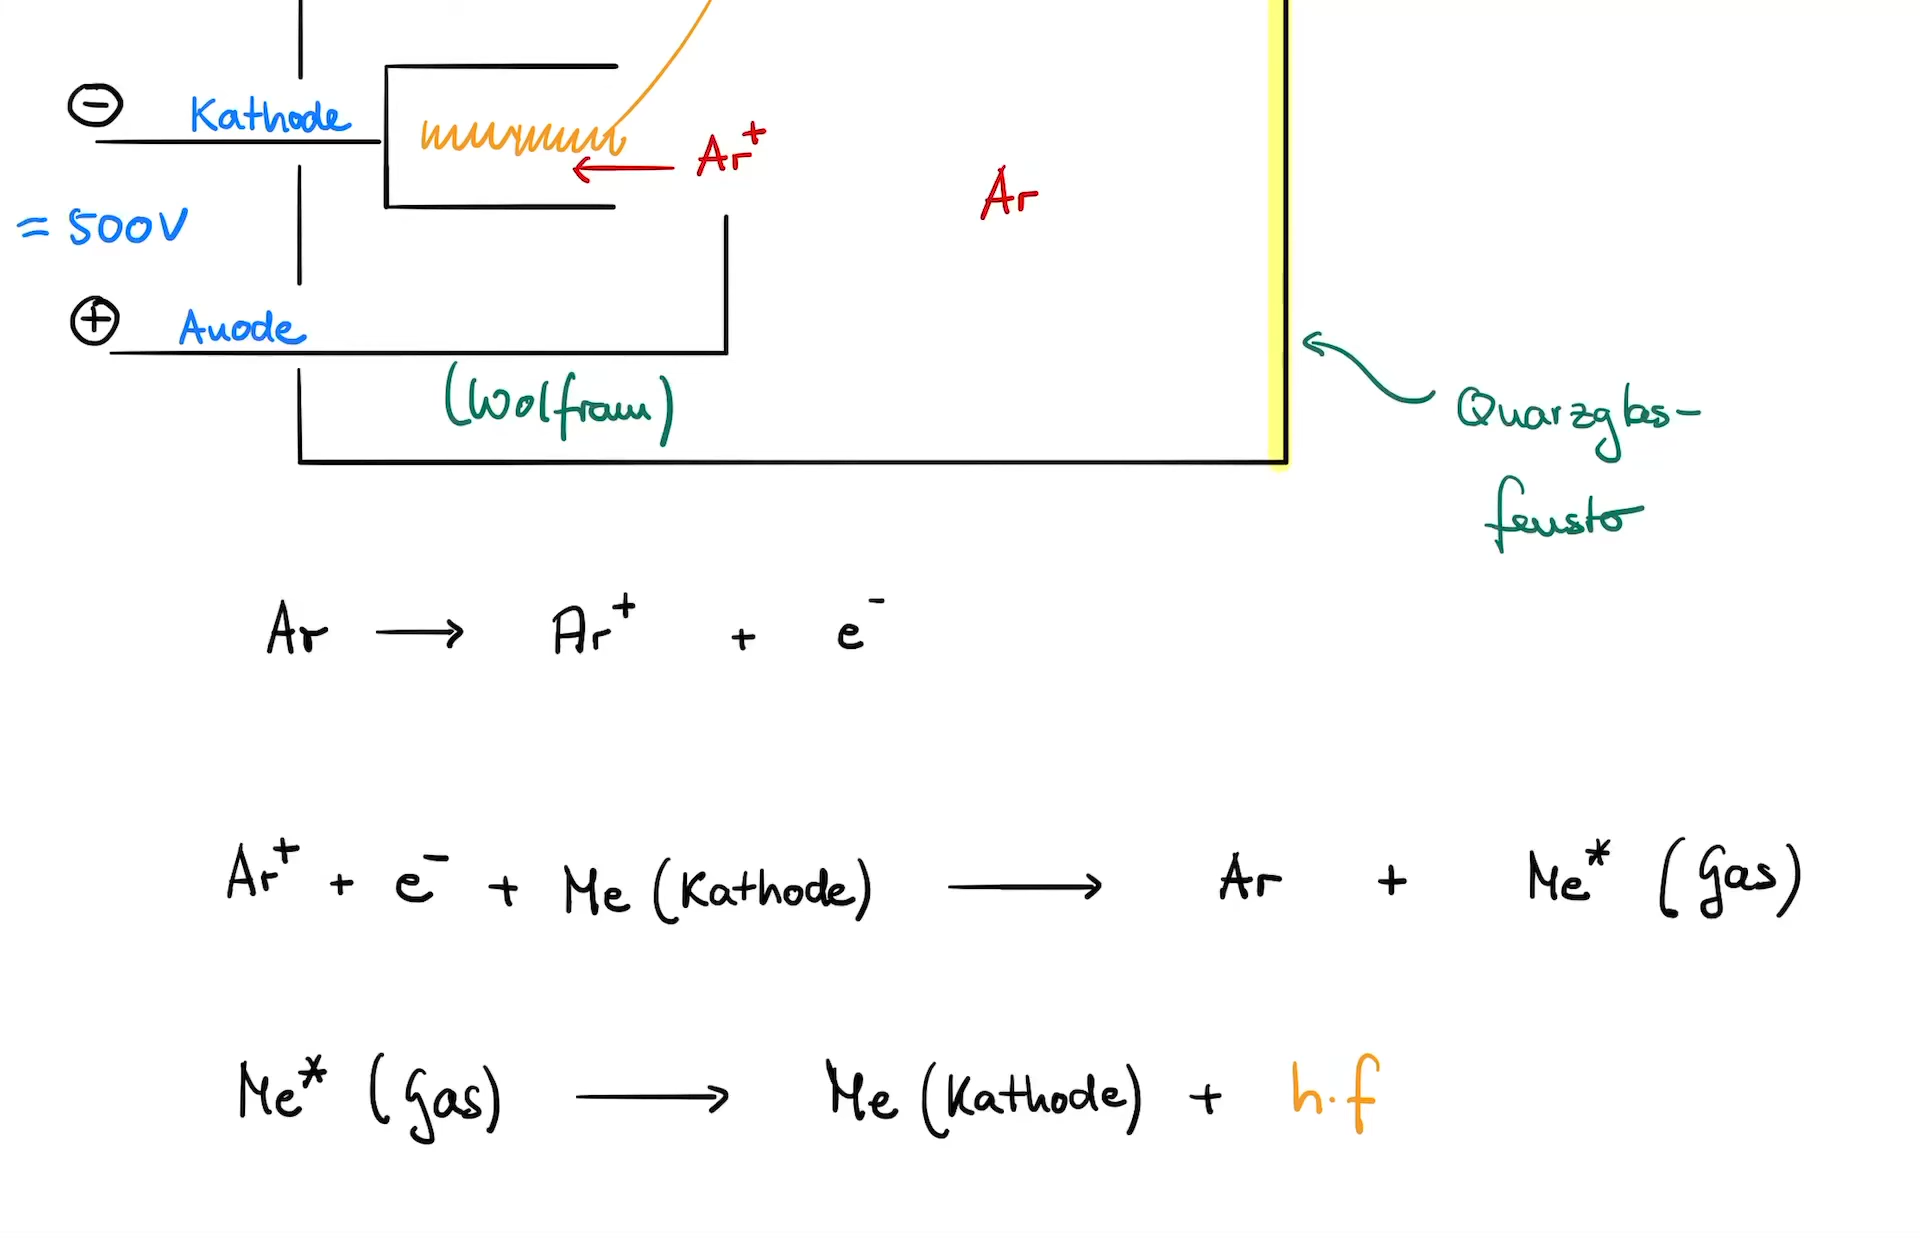 ⊖ Kathode
Ar⁺
Ar
= 500V
⊕ Anode
(Wolfram)
Quarzglas-
fenster
Ar → Ar⁺ + e⁻
Ar⁺ + e⁻ + Me (Kathode) → Ar + Me* (Gas)
Me* (Gas) → Me (Kathode) + h·f